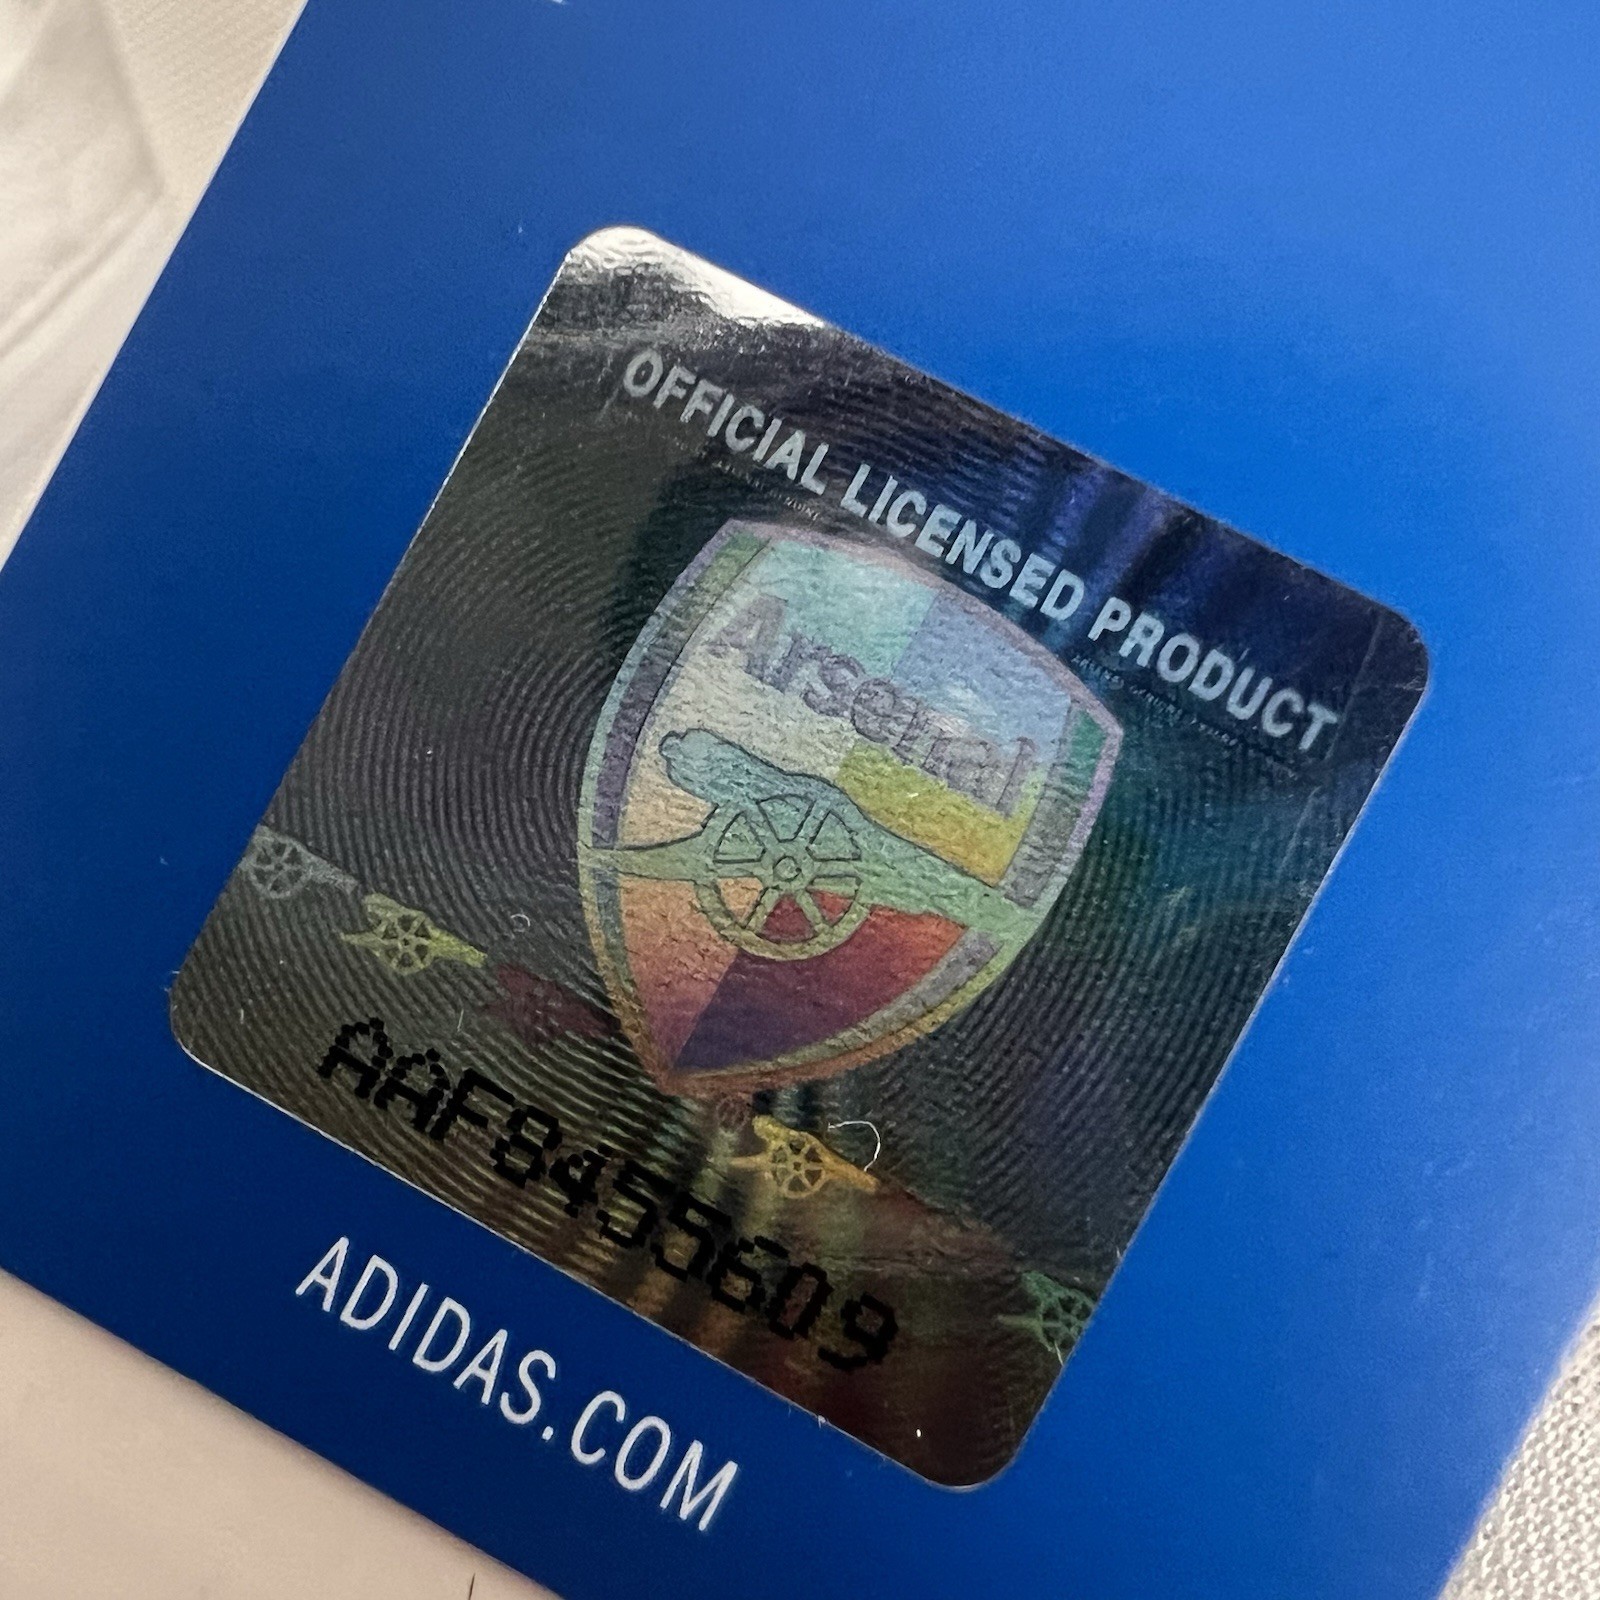 OFFICIAL LICENSED PRODUCT
Arsenal
AAF8455609
ADIDAS.COM